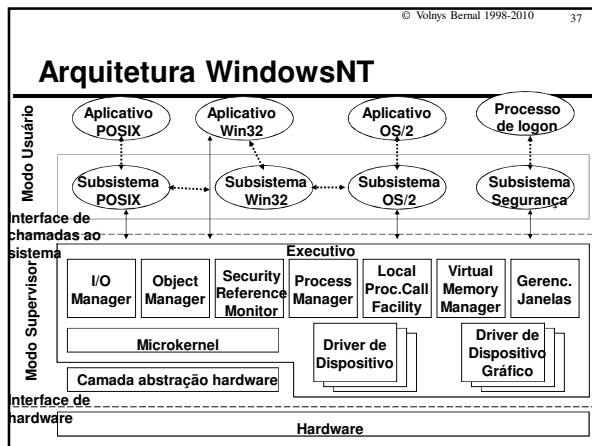 © Volnys Bernal 1998-2010 37
Arquitetura WindowsNT
Modo Usuário
Aplicativo
POSIX
Aplicativo
Win32
Aplicativo
OS/2
Processo
de logon
Subsistema
POSIX
Subsistema
Win32
Subsistema
OS/2
Subsistema
Segurança
Interface de
chamadas ao
sistema
Modo Supervisor
Executivo
I/O
Manager
Object
Manager
Security
Reference
Monitor
Process
Manager
Local
Proc.Call
Facility
Virtual
Memory
Manager
Gerenc.
Janelas
Microkernel
Driver de
Dispositivo
Driver de
Dispositivo
Gráfico
Camada abstração hardware
Interface de
hardware
Hardware